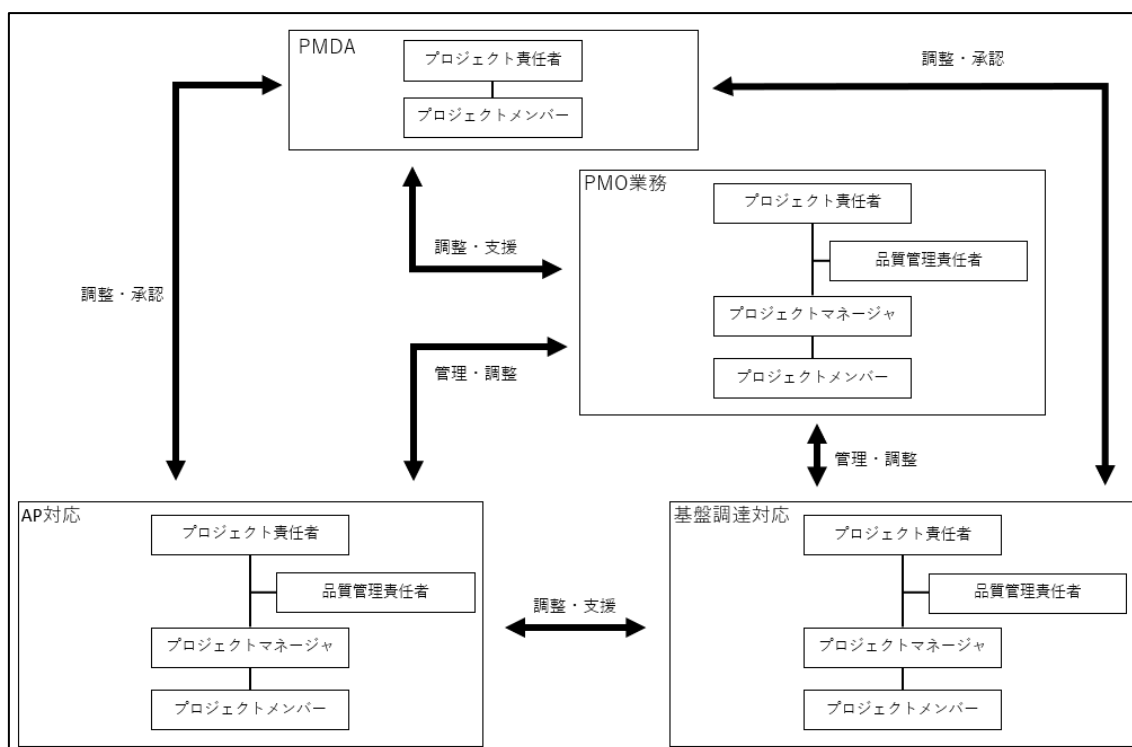 PMDA
プロジェクト責任者
プロジェクトメンバー
調整・承認
PMO業務
プロジェクト責任者
品質管理責任者
プロジェクトマネージャ
プロジェクトメンバー
調整・支援
調整・承認
管理・調整
管理・調整
AP対応
プロジェクト責任者
品質管理責任者
プロジェクトマネージャ
プロジェクトメンバー
調整・支援
基盤調達対応
プロジェクト責任者
品質管理責任者
プロジェクトマネージャ
プロジェクトメンバー